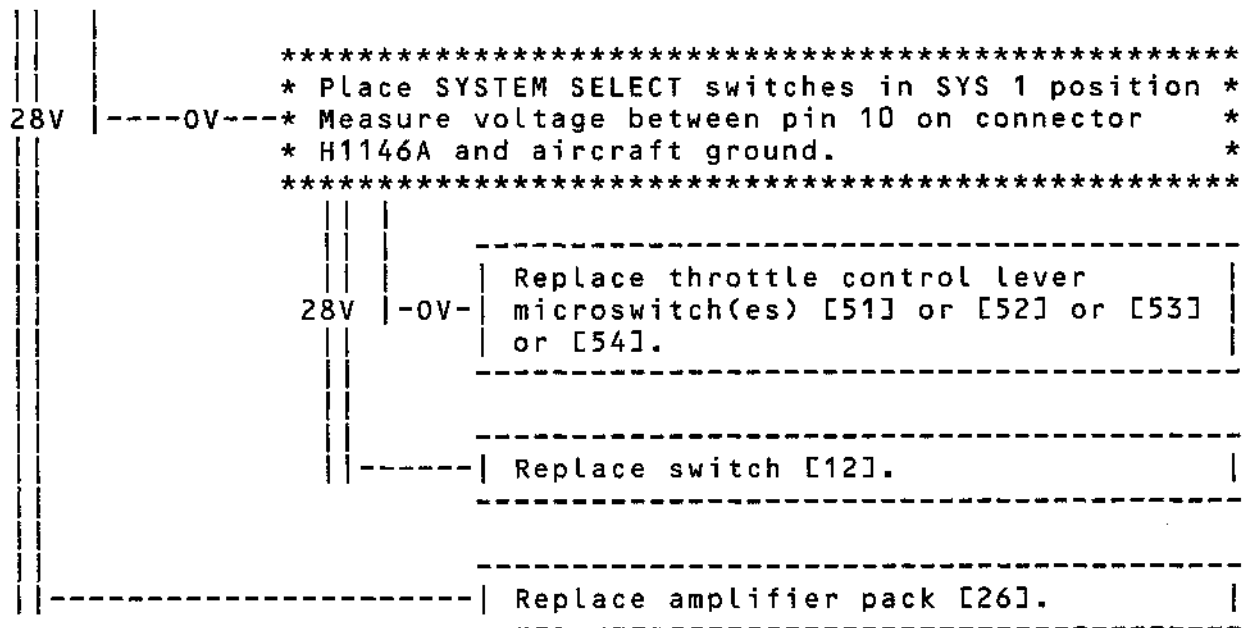 * Place SYSTEM SELECT switches in SYS 1 position *
28V |----0V---* Measure voltage between pin 10 on connector *
* H1146A and aircraft ground. *
Replace throttle control lever
28V |-0V-| microswitch(es) [51] or [52] or [53]
or [54].
Replace switch [12].
Replace amplifier pack [26].